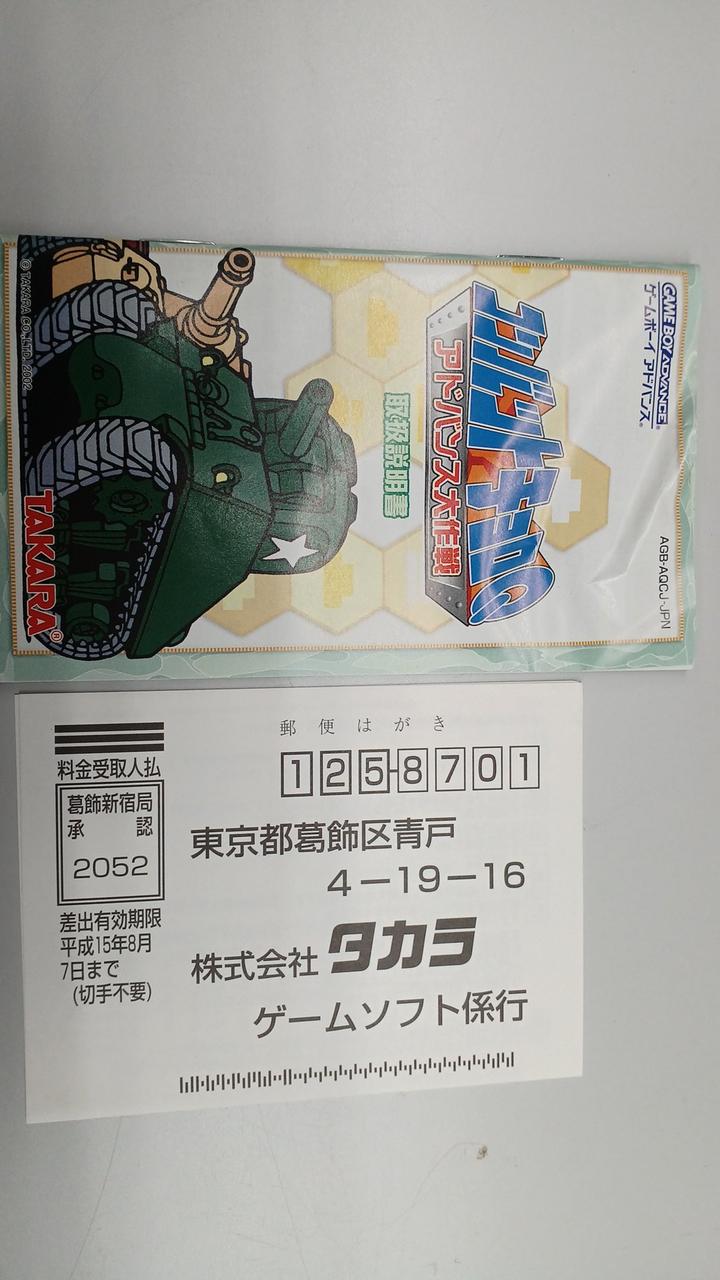 GAME BOY ADVANCE
ゲームボーイ アドバンス
AGB-AQCJ-JPN
コンバットチョロQ
アドバンス大作戦
取扱説明書
© TAKARA CO.,LTD. 2002
TAKARA®
郵便はがき
125-8701
料金受取人払
葛飾新宿局
承 認
2052
差出有効期限
平成15年8月
7日まで
(切手不要)
東京都葛飾区青戸
4-19-16
株式会社 タカラ
ゲームソフト係行